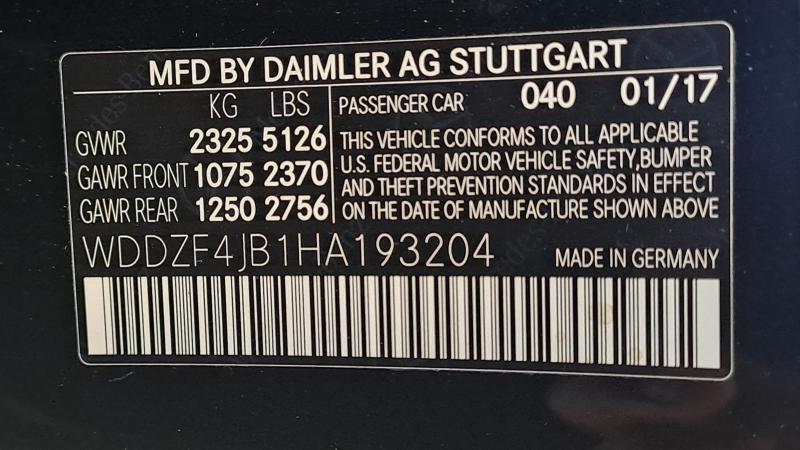 MFD BY DAIMLER AG STUTTGART
KG LBS
GVWR 2325 5126
GAWR FRONT 1075 2370
GAWR REAR 1250 2756
PASSENGER CAR 040 01/17
THIS VEHICLE CONFORMS TO ALL APPLICABLE
U.S. FEDERAL MOTOR VEHICLE SAFETY,BUMPER
AND THEFT PREVENTION STANDARDS IN EFFECT
ON THE DATE OF MANUFACTURE SHOWN ABOVE
WDDZF4JB1HA193204 MADE IN GERMANY